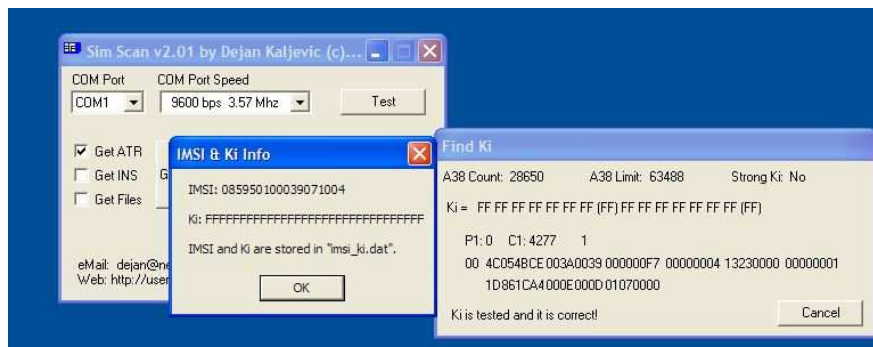 Sim Scan v2.01 by Dejan Kaljevic (c)...
COM Port COM Port Speed
COM1 9600 bps 3.57 Mhz Test
Get ATR
Get INS G
Get Files
eMail: dejan@ne
Web: http://user
IMSI & Ki Info
IMSI: 085950100039071004
Ki: FFFFFFFFFFFFFFFFFFFFFFFFFFFFFFFF
IMSI and Ki are stored in "imsi_ki.dat".
OK
Find Ki
A38 Count: 28650 A38 Limit: 63488 Strong Ki: No
Ki = FF FF FF FF FF FF FF (FF) FF FF FF FF FF FF FF (FF)
P1: 0 C1: 4277 1
00 4C054BCE 003A0039 000000F7 00000004 13230000 00000001
1D861CA4 000E000D 01070000
Ki is tested and it is correct!
Cancel